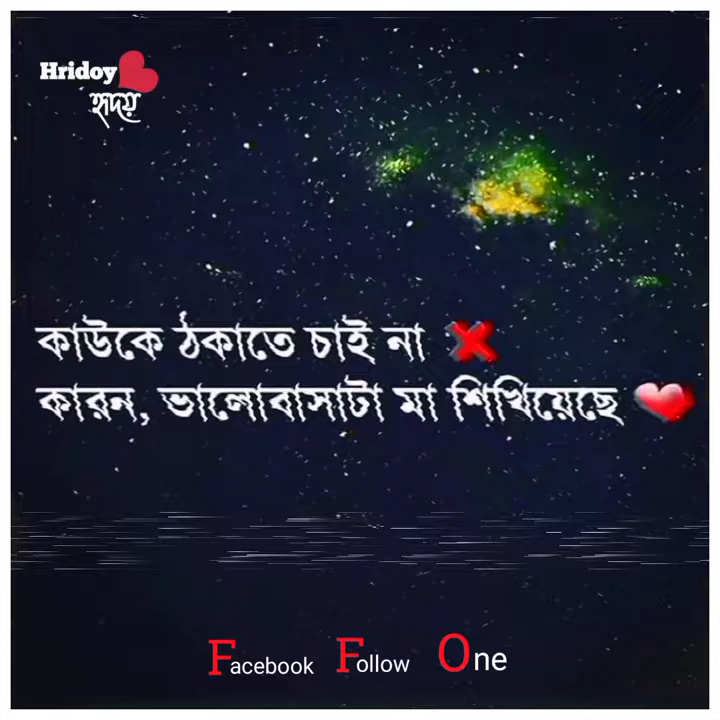 Hridoy
হৃদয়
কাউকে ঠকাতে চাই না ❌
কারন, ভালোবাসাটা মা শিখিয়েছে ❤️
Facebook Follow One